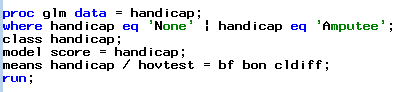 proc glm data = handicap;
where handicap eq 'None' | handicap eq 'Amputee';
class handicap;
model score = handicap;
means handicap / hovtest = bf bon cldiff;
run;